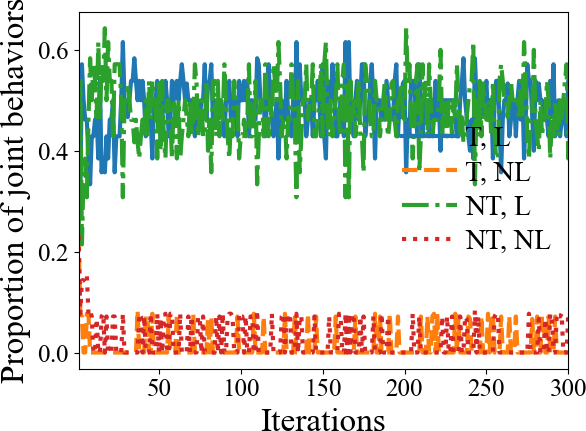 Proportion of joint behaviors
0.6
0.4
0.2
0.0
T, L
T, NL
NT, L
NT, NL
50
100
150
200
250
300
Iterations